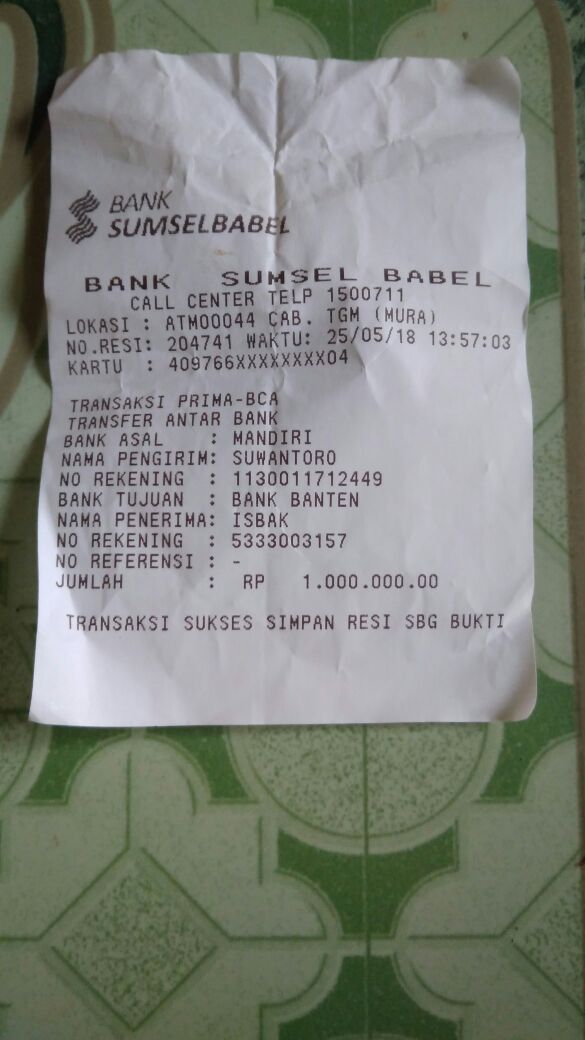 BANK
SUMSELBABEL
BANK SUMSEL BABEL
CALL CENTER TELP 1500711
LOKASI : ATM00044 CAB. TGM (MURA)
NO.RESI: 204741 WAKTU: 25/05/18 13:57:03
KARTU : 409766XXXXXXXX04
TRANSAKSI PRIMA-BCA
TRANSFER ANTAR BANK
BANK ASAL : MANDIRI
NAMA PENGIRIM: SUWANTORO
NO REKENING : 1130011712449
BANK TUJUAN : BANK BANTEN
NAMA PENERIMA: ISBAK
NO REKENING : 5333003157
NO REFERENSI : -
JUMLAH : RP 1.000.000.00
TRANSAKSI SUKSES SIMPAN RESI SBG BUKTI